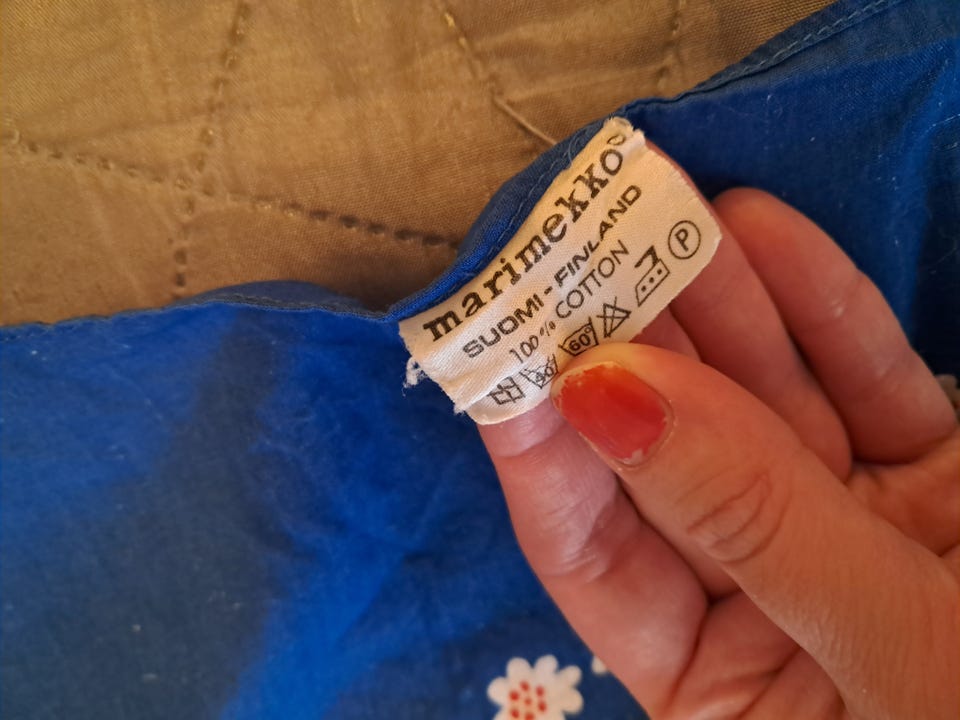 marimekko®
SUOMI - FINLAND
100% COTTON
60° P